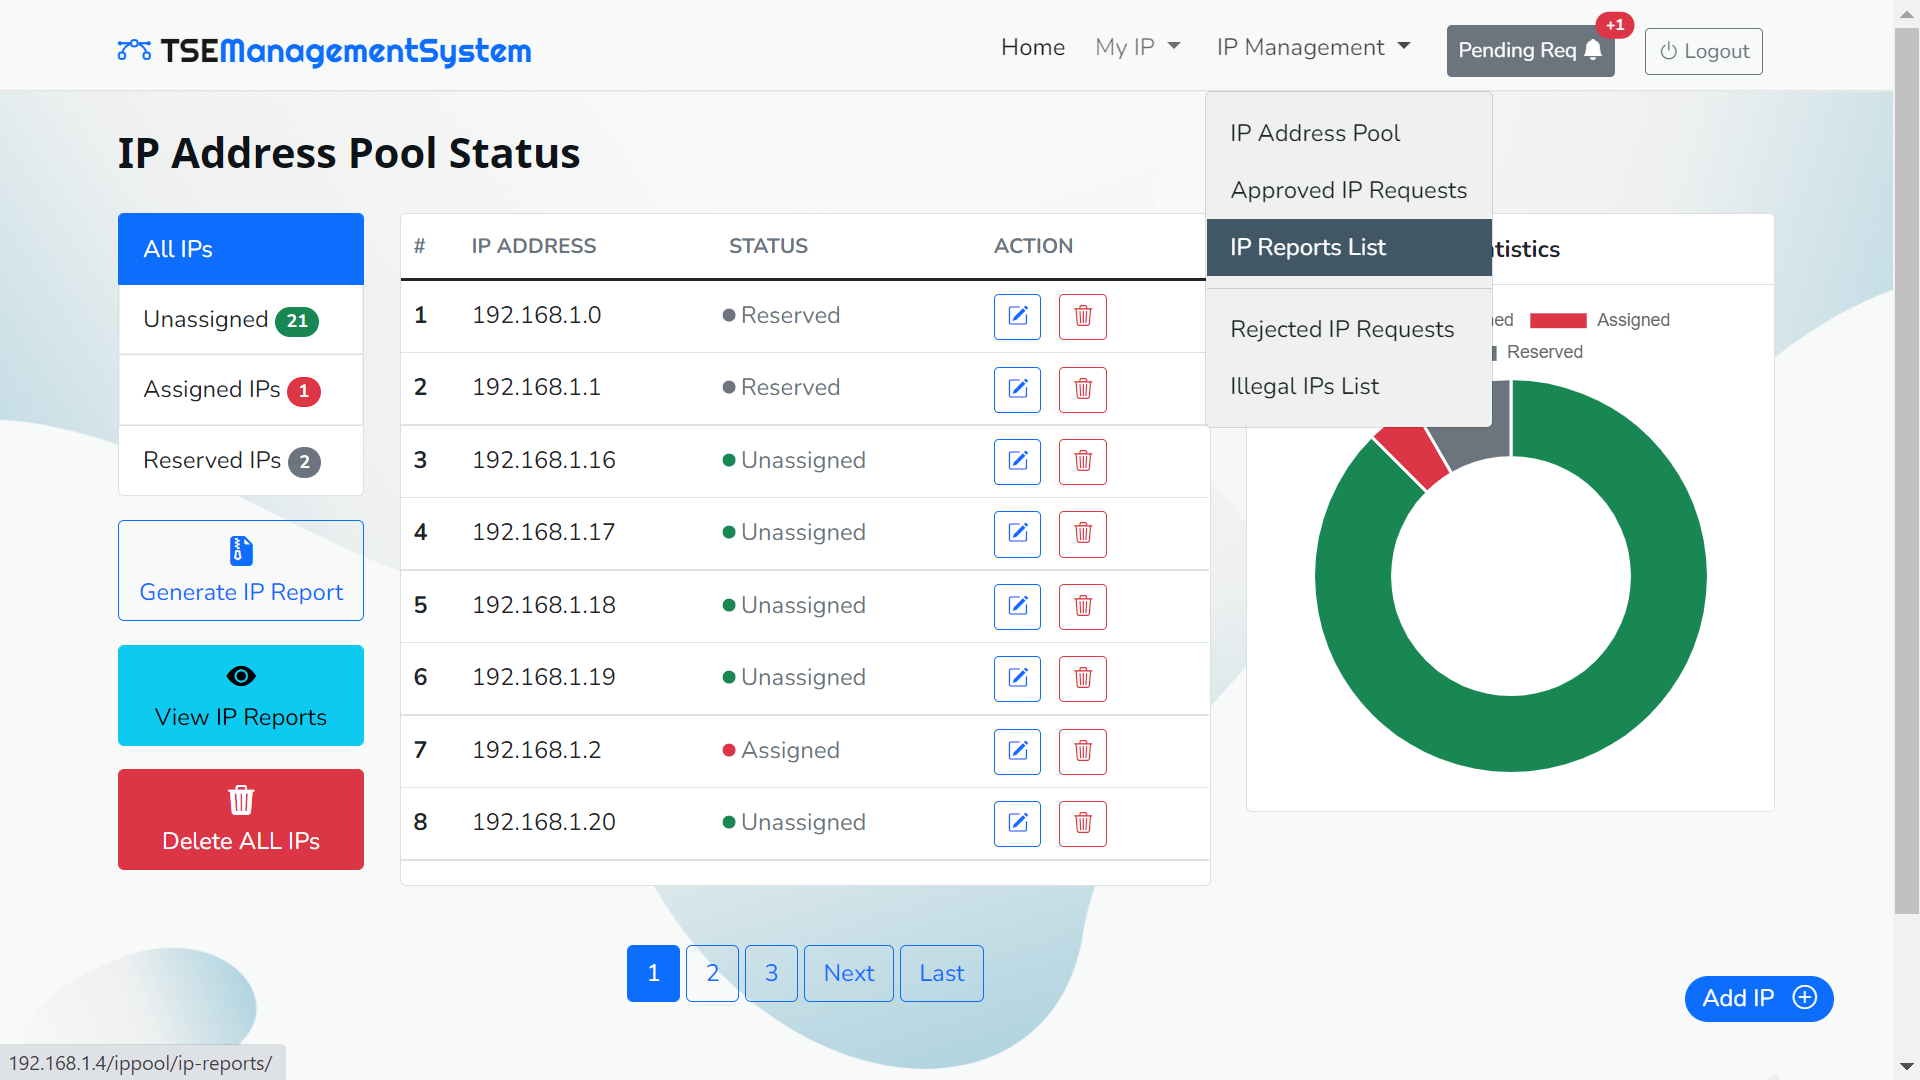 TSEManagementSystem
Home
My IP
IP Management
Pending Req
+1
Logout
IP Address Pool
Approved IP Requests
IP Reports List
Rejected IP Requests
Illegal IPs List
IP Address Pool Status
All IPs
Unassigned 21
Assigned IPs 1
Reserved IPs 2
Generate IP Report
View IP Reports
Delete ALL IPs
# IP ADDRESS STATUS ACTION
1 192.168.1.0 Reserved
2 192.168.1.1 Reserved
3 192.168.1.16 Unassigned
4 192.168.1.17 Unassigned
5 192.168.1.18 Unassigned
6 192.168.1.19 Unassigned
7 192.168.1.2 Assigned
8 192.168.1.20 Unassigned
Assigned
Reserved
1 2 3 Next Last
Add IP
192.168.1.4/ippool/ip-reports/